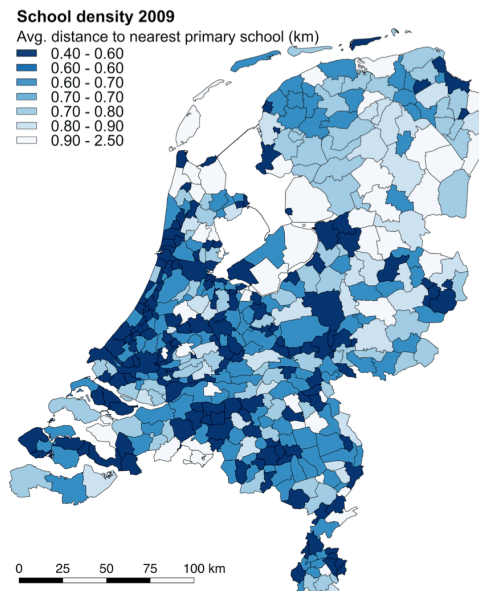 School density 2009
Avg. distance to nearest primary school (km)
0.40 - 0.60
0.60 - 0.60
0.60 - 0.70
0.70 - 0.70
0.70 - 0.80
0.80 - 0.90
0.90 - 2.50
0 25 50 75 100 km